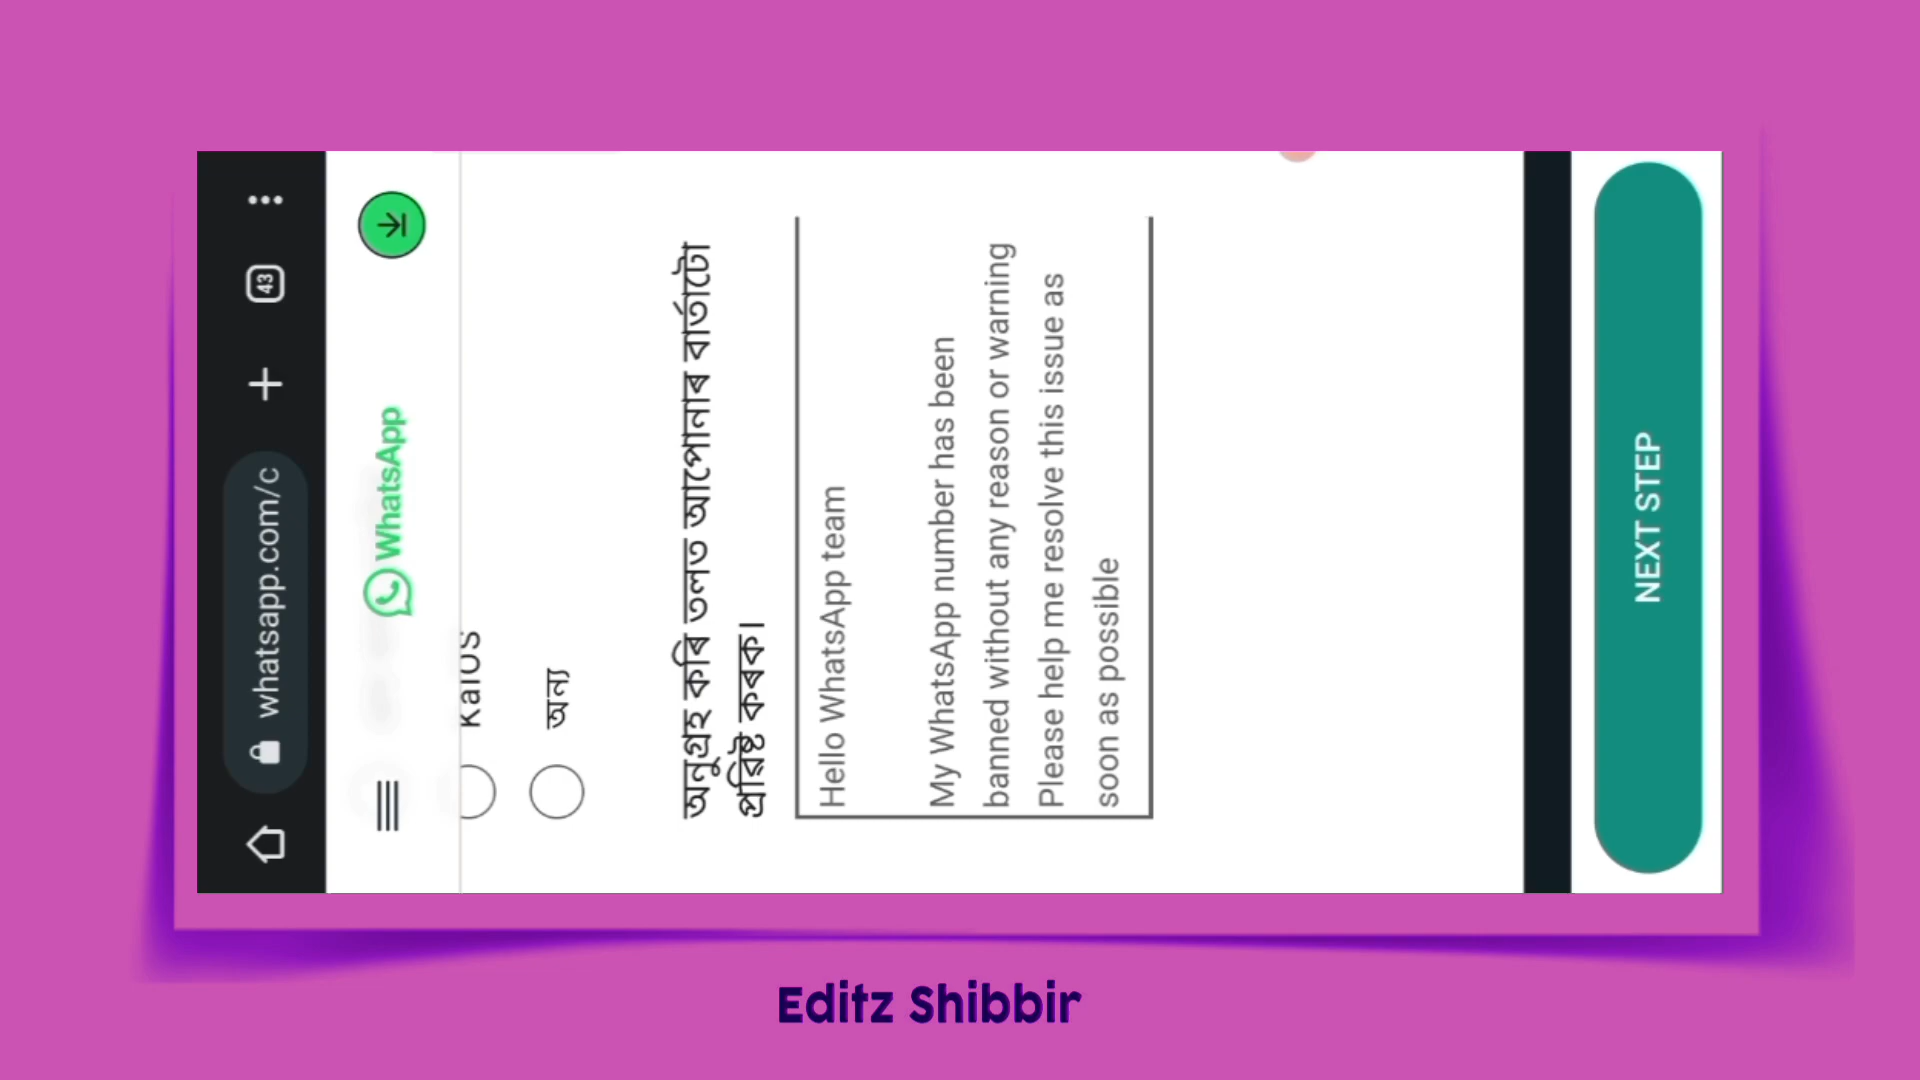 whatsapp.com/c
43
WhatsApp
KaiOS
অন্য
অনুগ্ৰহ কৰি তলত আপোনাৰ বাৰ্তাটো
প্ৰৱিষ্ট কৰক।
Hello WhatsApp team
My WhatsApp number has been
banned without any reason or warning
Please help me resolve this issue as
soon as possible
NEXT STEP
Editz Shibbir